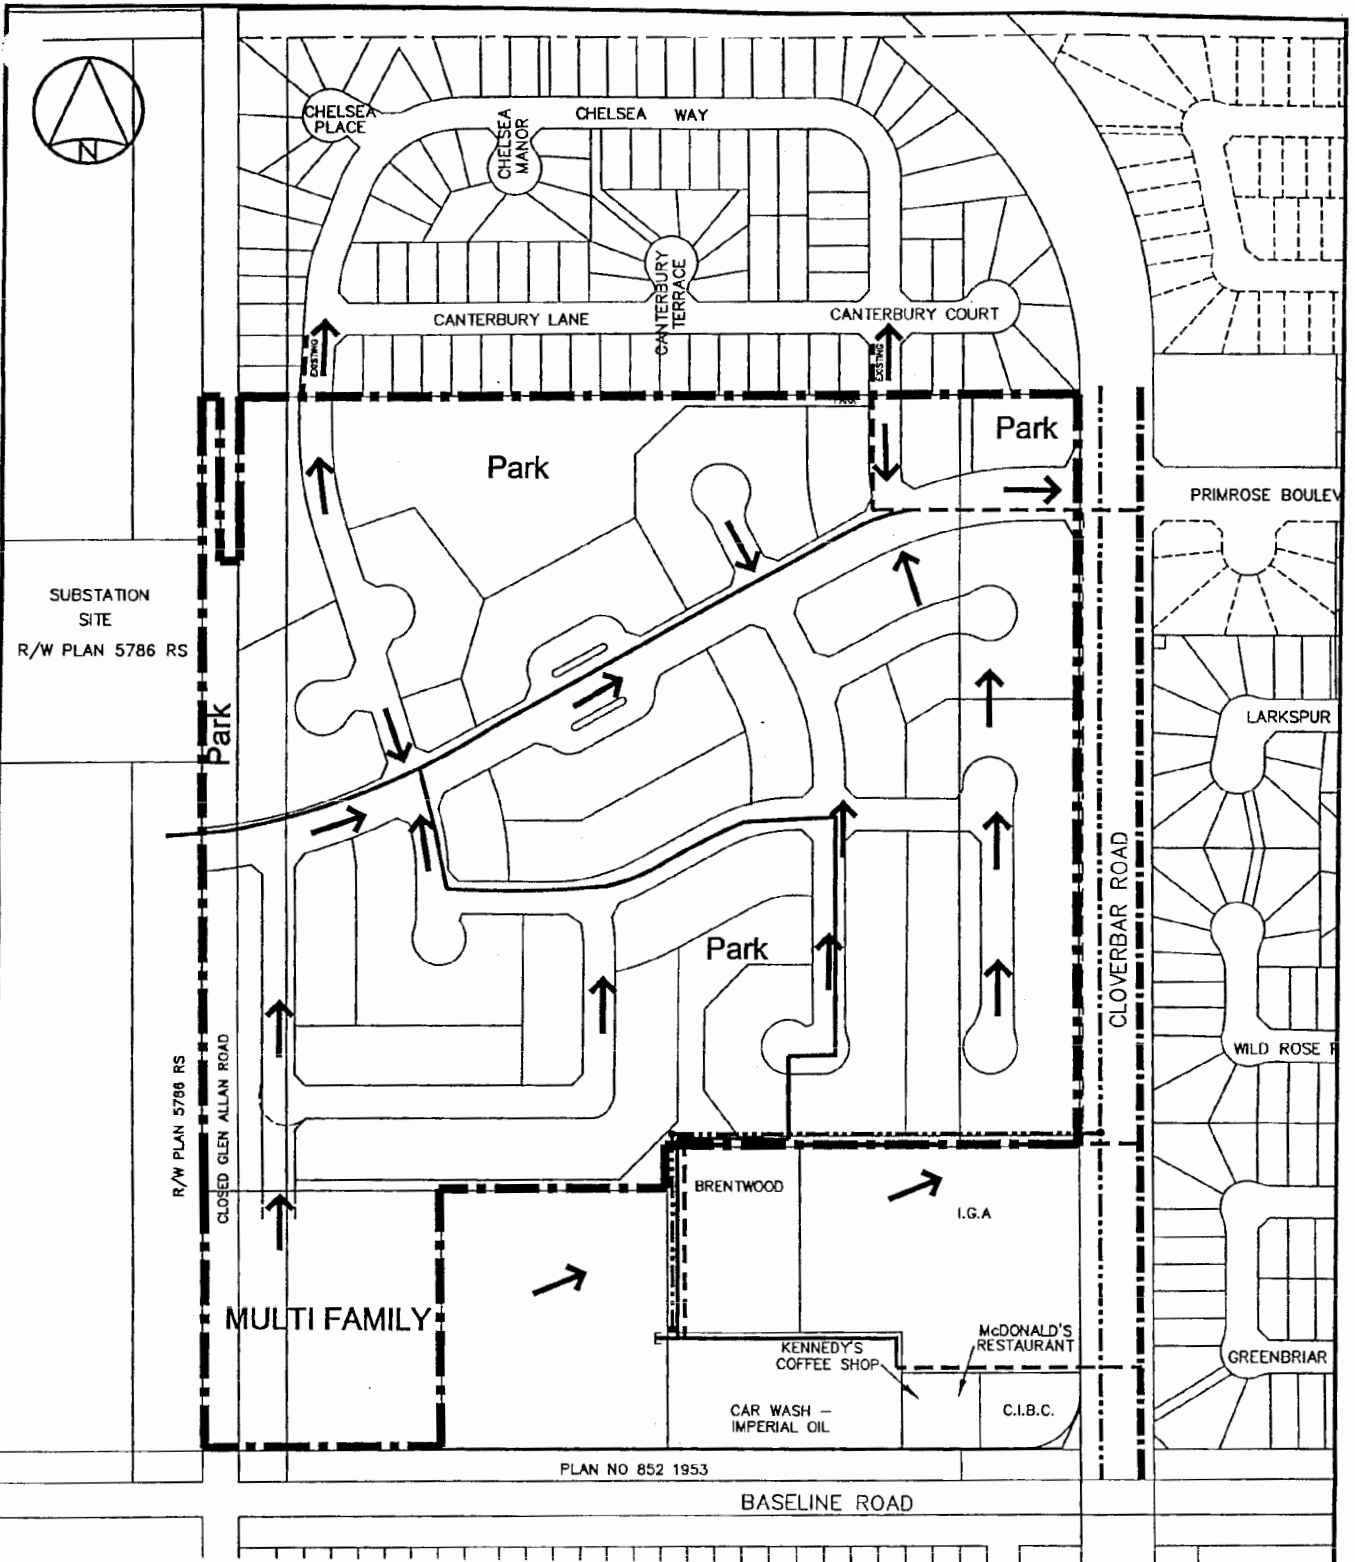 CHELSEA
PLACE
CHELSEA
MANOR
CHELSEA WAY
N
CANTERBURY
TERRACE
CANTERBURY LANE
CANTERBURY COURT
EXISTING
EXISTING
PARK
Park
Park
PRIMROSE BOULEV
SUBSTATION
SITE
R/W PLAN 5786 RS
Park
LARKSPUR
CLOVERBAR ROAD
Park
WILD ROSE
R/W PLAN 5786 RS
CLOSED GLEN ALLAN ROAD
BRENTWOOD
I.G.A
MULTI FAMILY
McDONALD'S
RESTAURANT
KENNEDY'S
COFFEE SHOP
GREENBRIAR
CAR WASH –
IMPERIAL OIL
C.I.B.C.
PLAN NO 852 1953
BASELINE ROAD